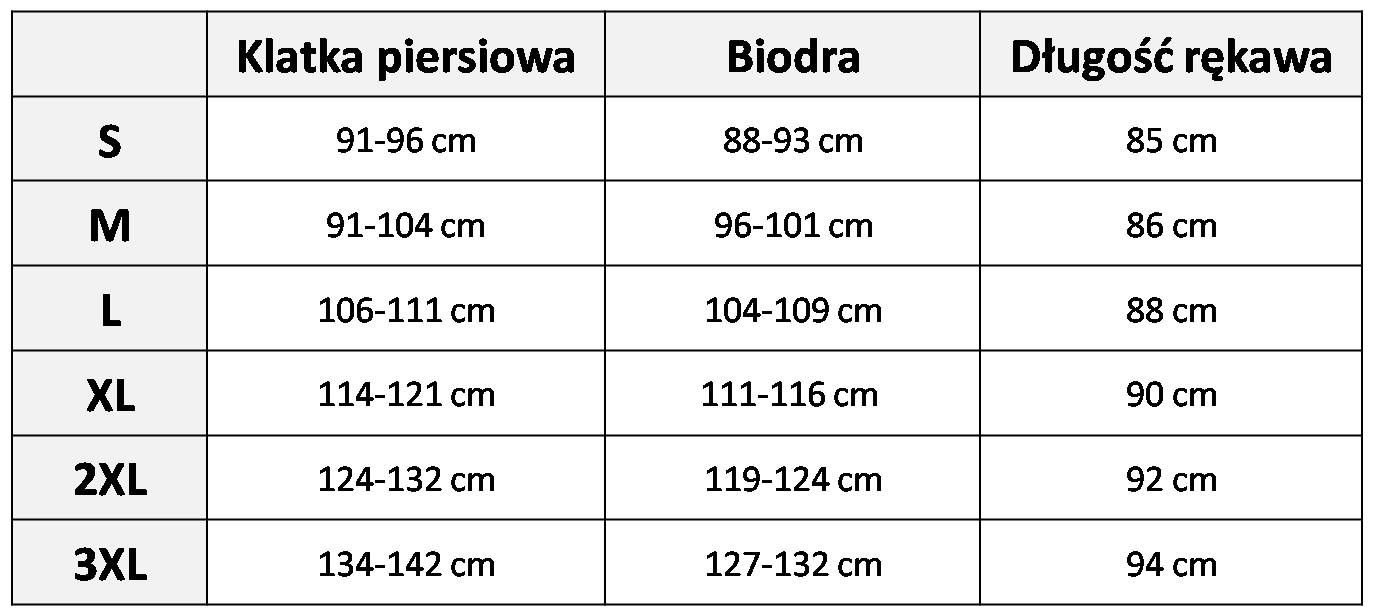 Klatka piersiowa Biodra Długość rękawa
S 91-96 cm 88-93 cm 85 cm
M 91-104 cm 96-101 cm 86 cm
L 106-111 cm 104-109 cm 88 cm
XL 114-121 cm 111-116 cm 90 cm
2XL 124-132 cm 119-124 cm 92 cm
3XL 134-142 cm 127-132 cm 94 cm